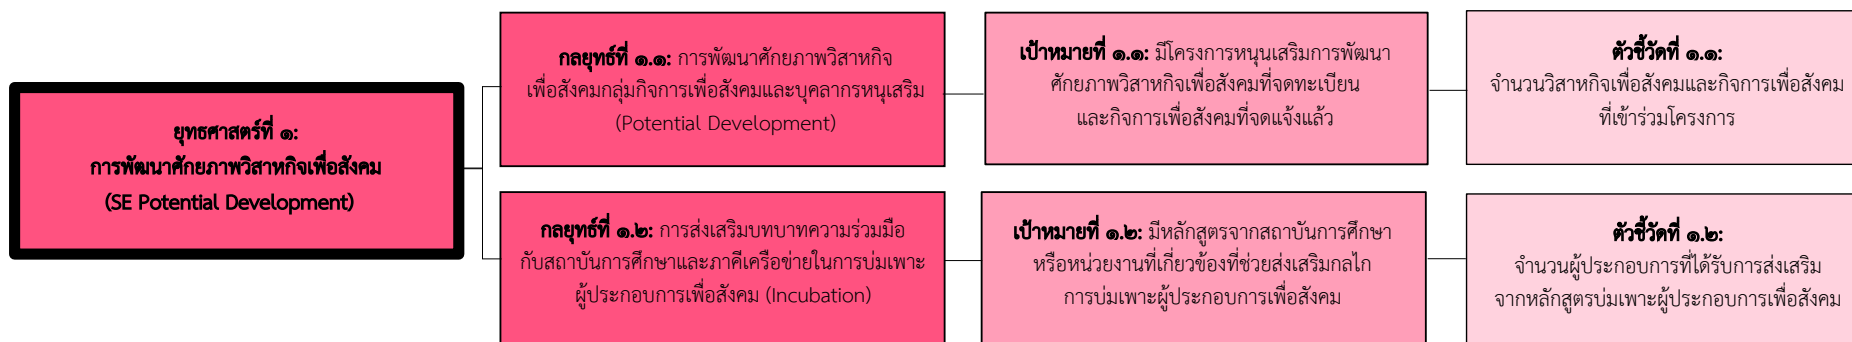 ยุทธศาสตร์ที่ ๑:
การพัฒนาศักยภาพวิสาหกิจเพื่อสังคม
(SE Potential Development)
กลยุทธ์ที่ ๑.๑: การพัฒนาศักยภาพวิสาหกิจ
เพื่อสังคมกลุ่มกิจการเพื่อสังคมและบุคลากรหนุเสริม
(Potential Development)
เป้าหมายที่ ๑.๑: มีโครงการหนุนเสริมการพัฒนา
ศักยภาพวิสาหกิจเพื่อสังคมที่จดทะเบียน
และกิจการเพื่อสังคมที่จดแจ้งแล้ว
ตัวชี้วัดที่ ๑.๑:
จำนวนวิสาหกิจเพื่อสังคมและกิจการเพื่อสังคม
ที่เข้าร่วมโครงการ
กลยุทธ์ที่ ๑.๒: การส่งเสริมบทบาทความร่วมมือ
กับสถาบันการศึกษาและภาคีเครือข่ายในการบ่มเพาะ
ผู้ประกอบการเพื่อสังคม (Incubation)
เป้าหมายที่ ๑.๒: มีหลักสูตรจากสถาบันการศึกษา
หรือหน่วยงานที่เกี่ยวข้องที่ช่วยส่งเสริมกลไก
การบ่มเพาะผู้ประกอบการเพื่อสังคม
ตัวชี้วัดที่ ๑.๒:
จำนวนผู้ประกอบการที่ได้รับการส่งเสริม
จากหลักสูตรบ่มเพาะผู้ประกอบการเพื่อสังคม